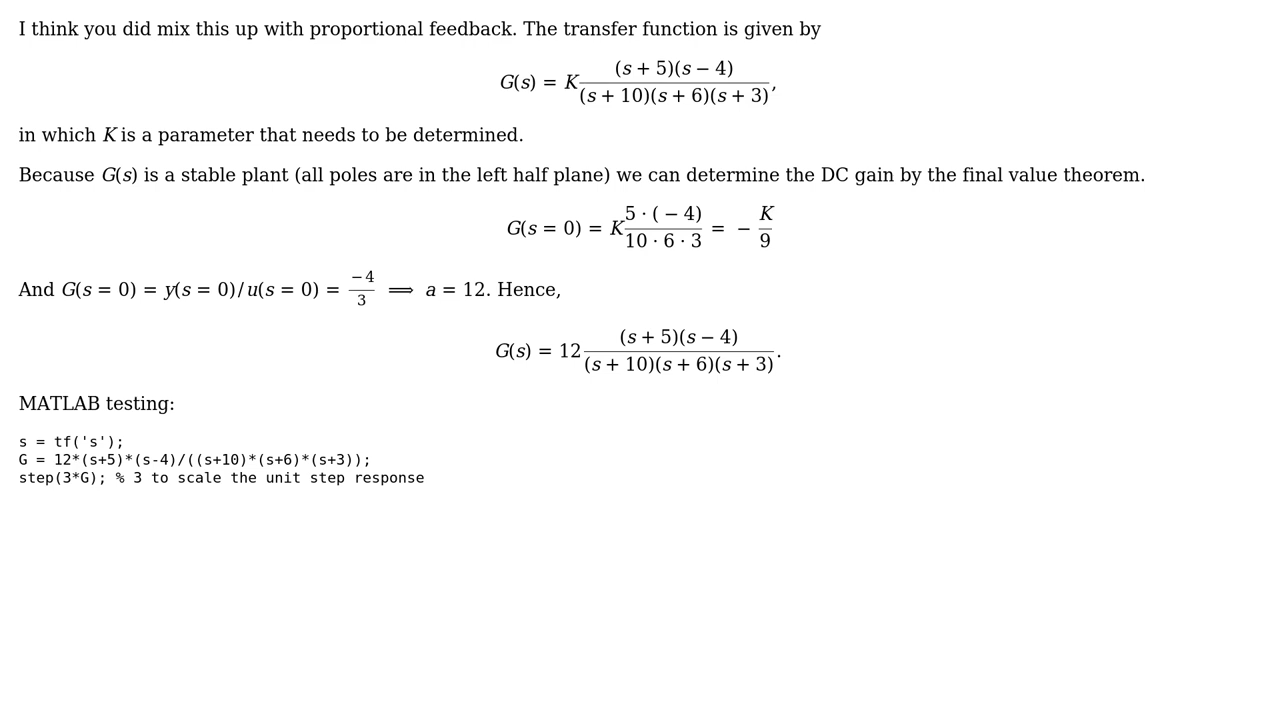 I think you did mix this up with proportional feedback. The transfer function is given by
G(s) = K (s + 5)(s − 4) / (s + 10)(s + 6)(s + 3) ,
in which K is a parameter that needs to be determined.
Because G(s) is a stable plant (all poles are in the left half plane) we can determine the DC gain by the final value theorem.
G(s = 0) = K 5 · ( − 4) / 10 · 6 · 3 = − K / 9
And G(s = 0) = y(s = 0)/u(s = 0) = −4 / 3 ⟹ a = 12. Hence,
G(s) = 12 (s + 5)(s − 4) / (s + 10)(s + 6)(s + 3) .
MATLAB testing:
s = tf('s');
G = 12*(s+5)*(s-4)/((s+10)*(s+6)*(s+3));
step(3*G); % 3 to scale the unit step response